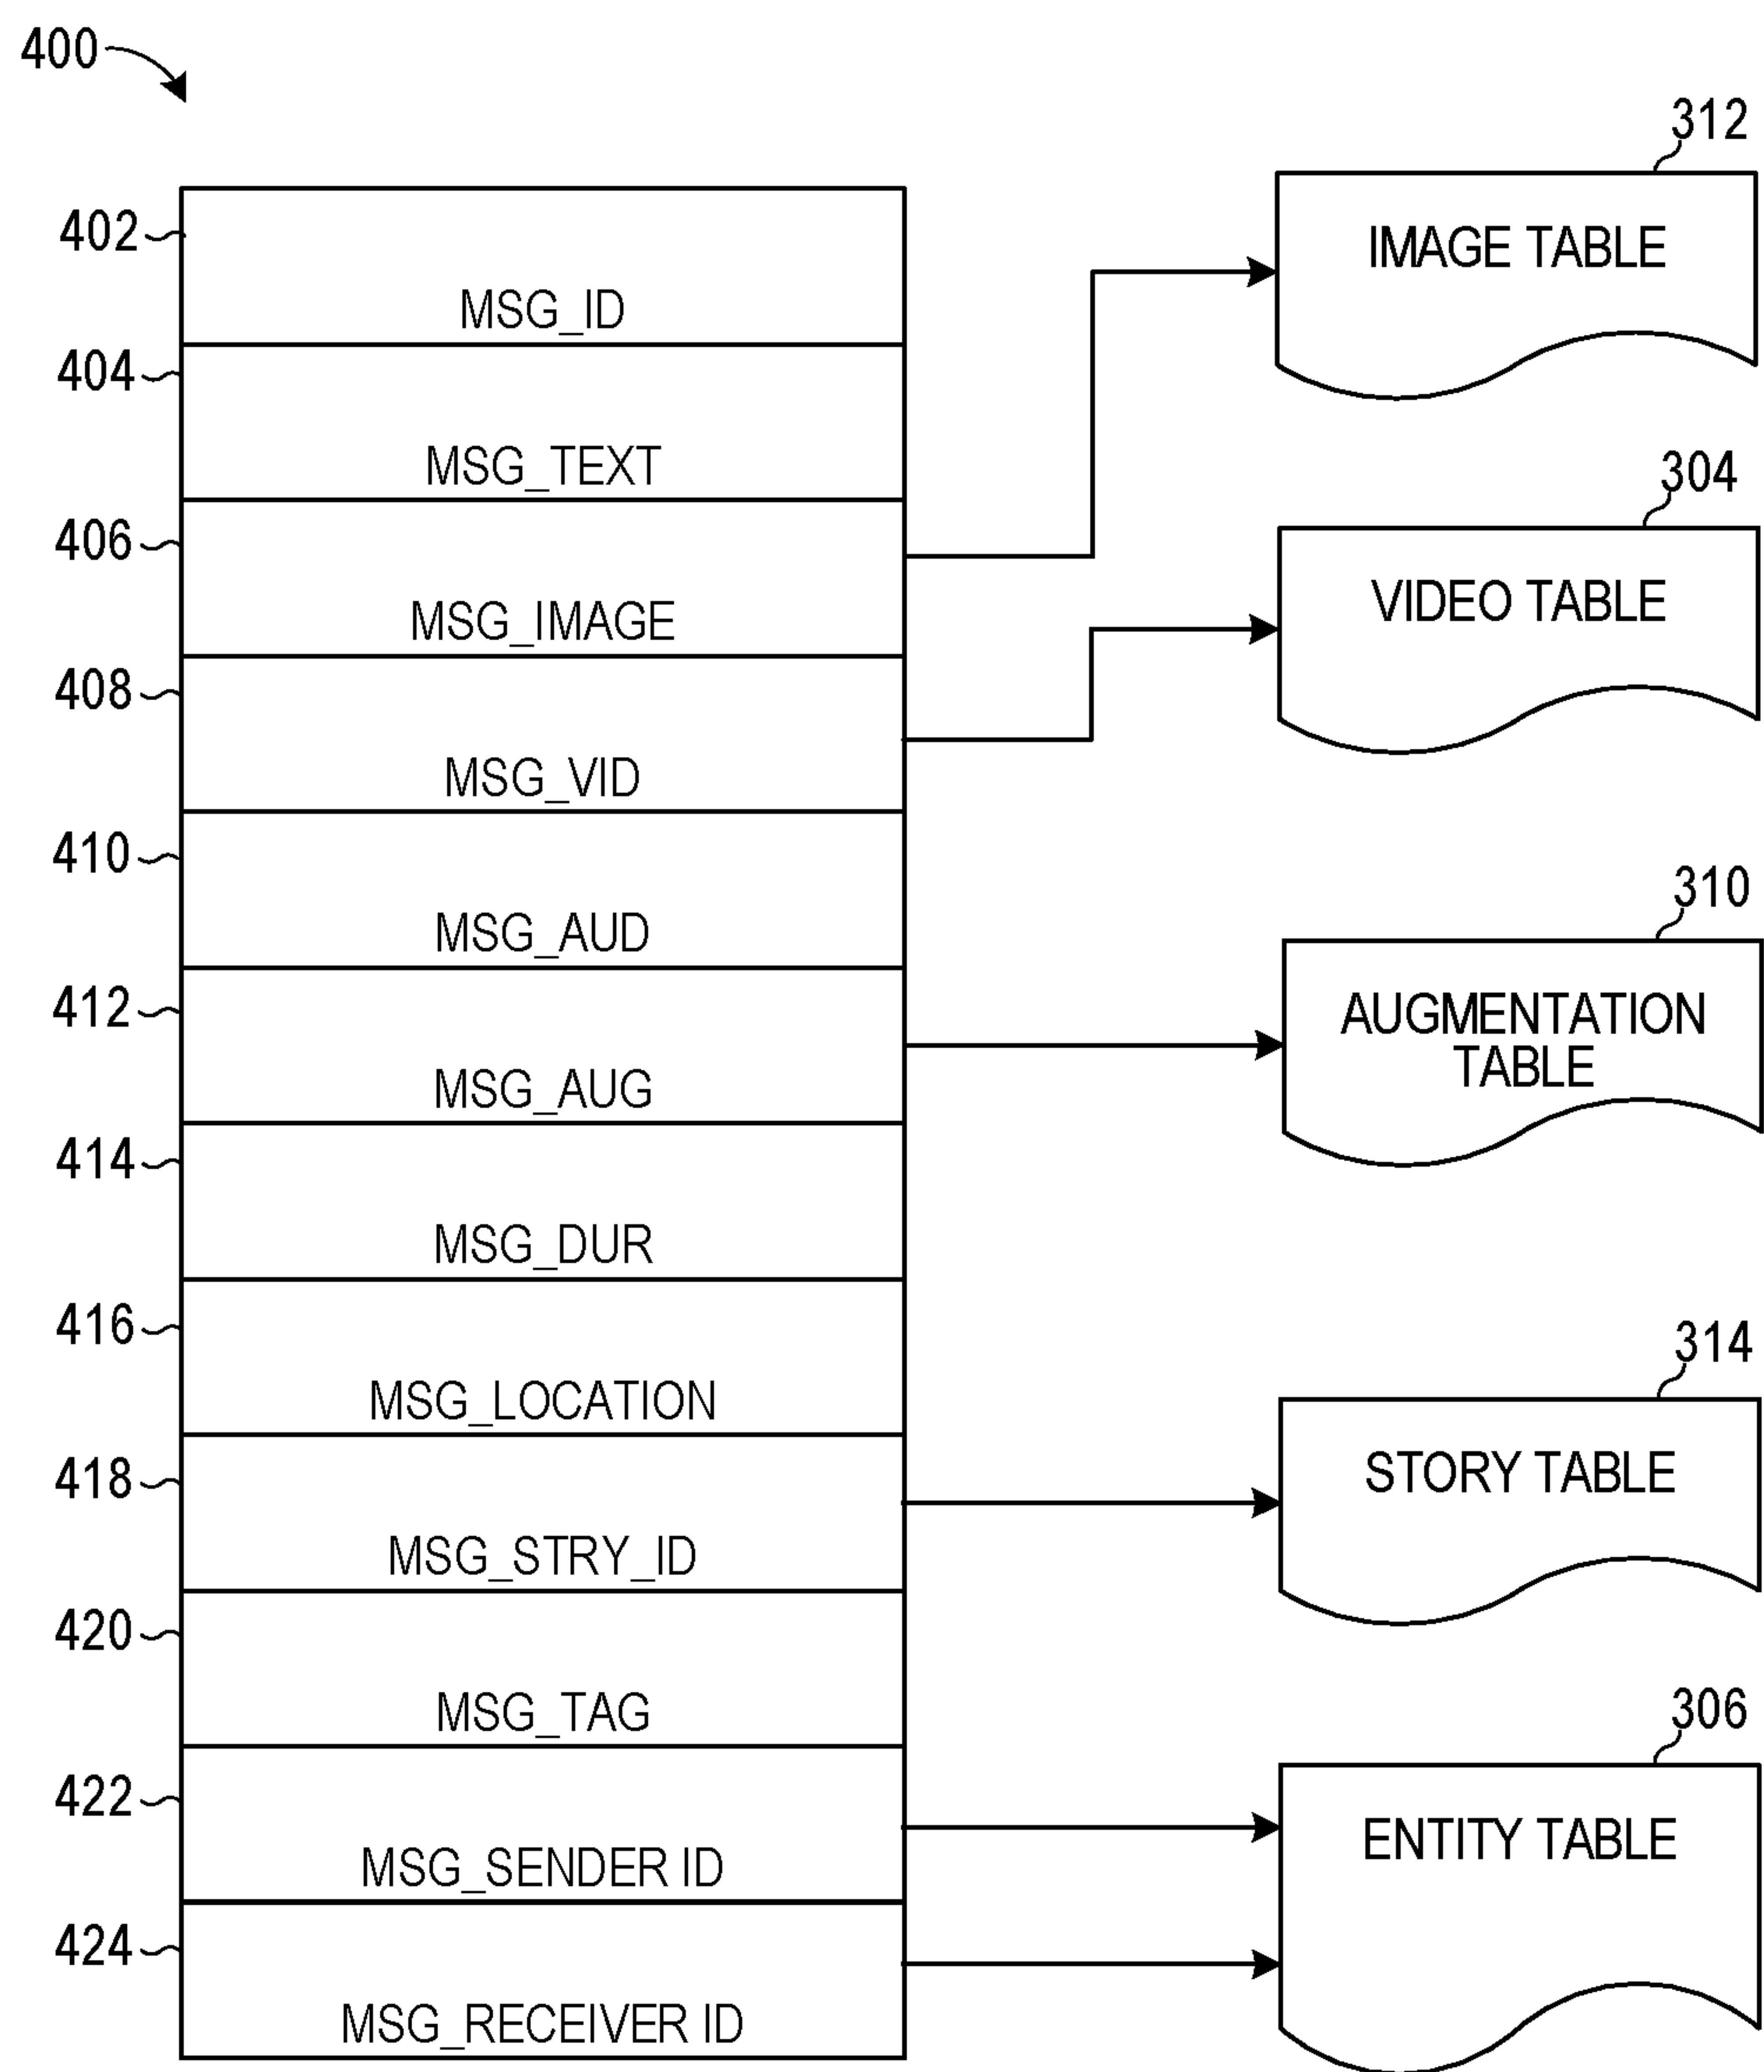 400
402
MSG_ID
404
MSG_TEXT
406
MSG_IMAGE
408
MSG_VID
410
MSG_AUD
412
MSG_AUG
414
MSG_DUR
416
MSG_LOCATION
418
MSG_STRY_ID
420
MSG_TAG
422
MSG_SENDER ID
424
MSG_RECEIVER ID
312
IMAGE TABLE
304
VIDEO TABLE
310
AUGMENTATION
TABLE
314
STORY TABLE
306
ENTITY TABLE